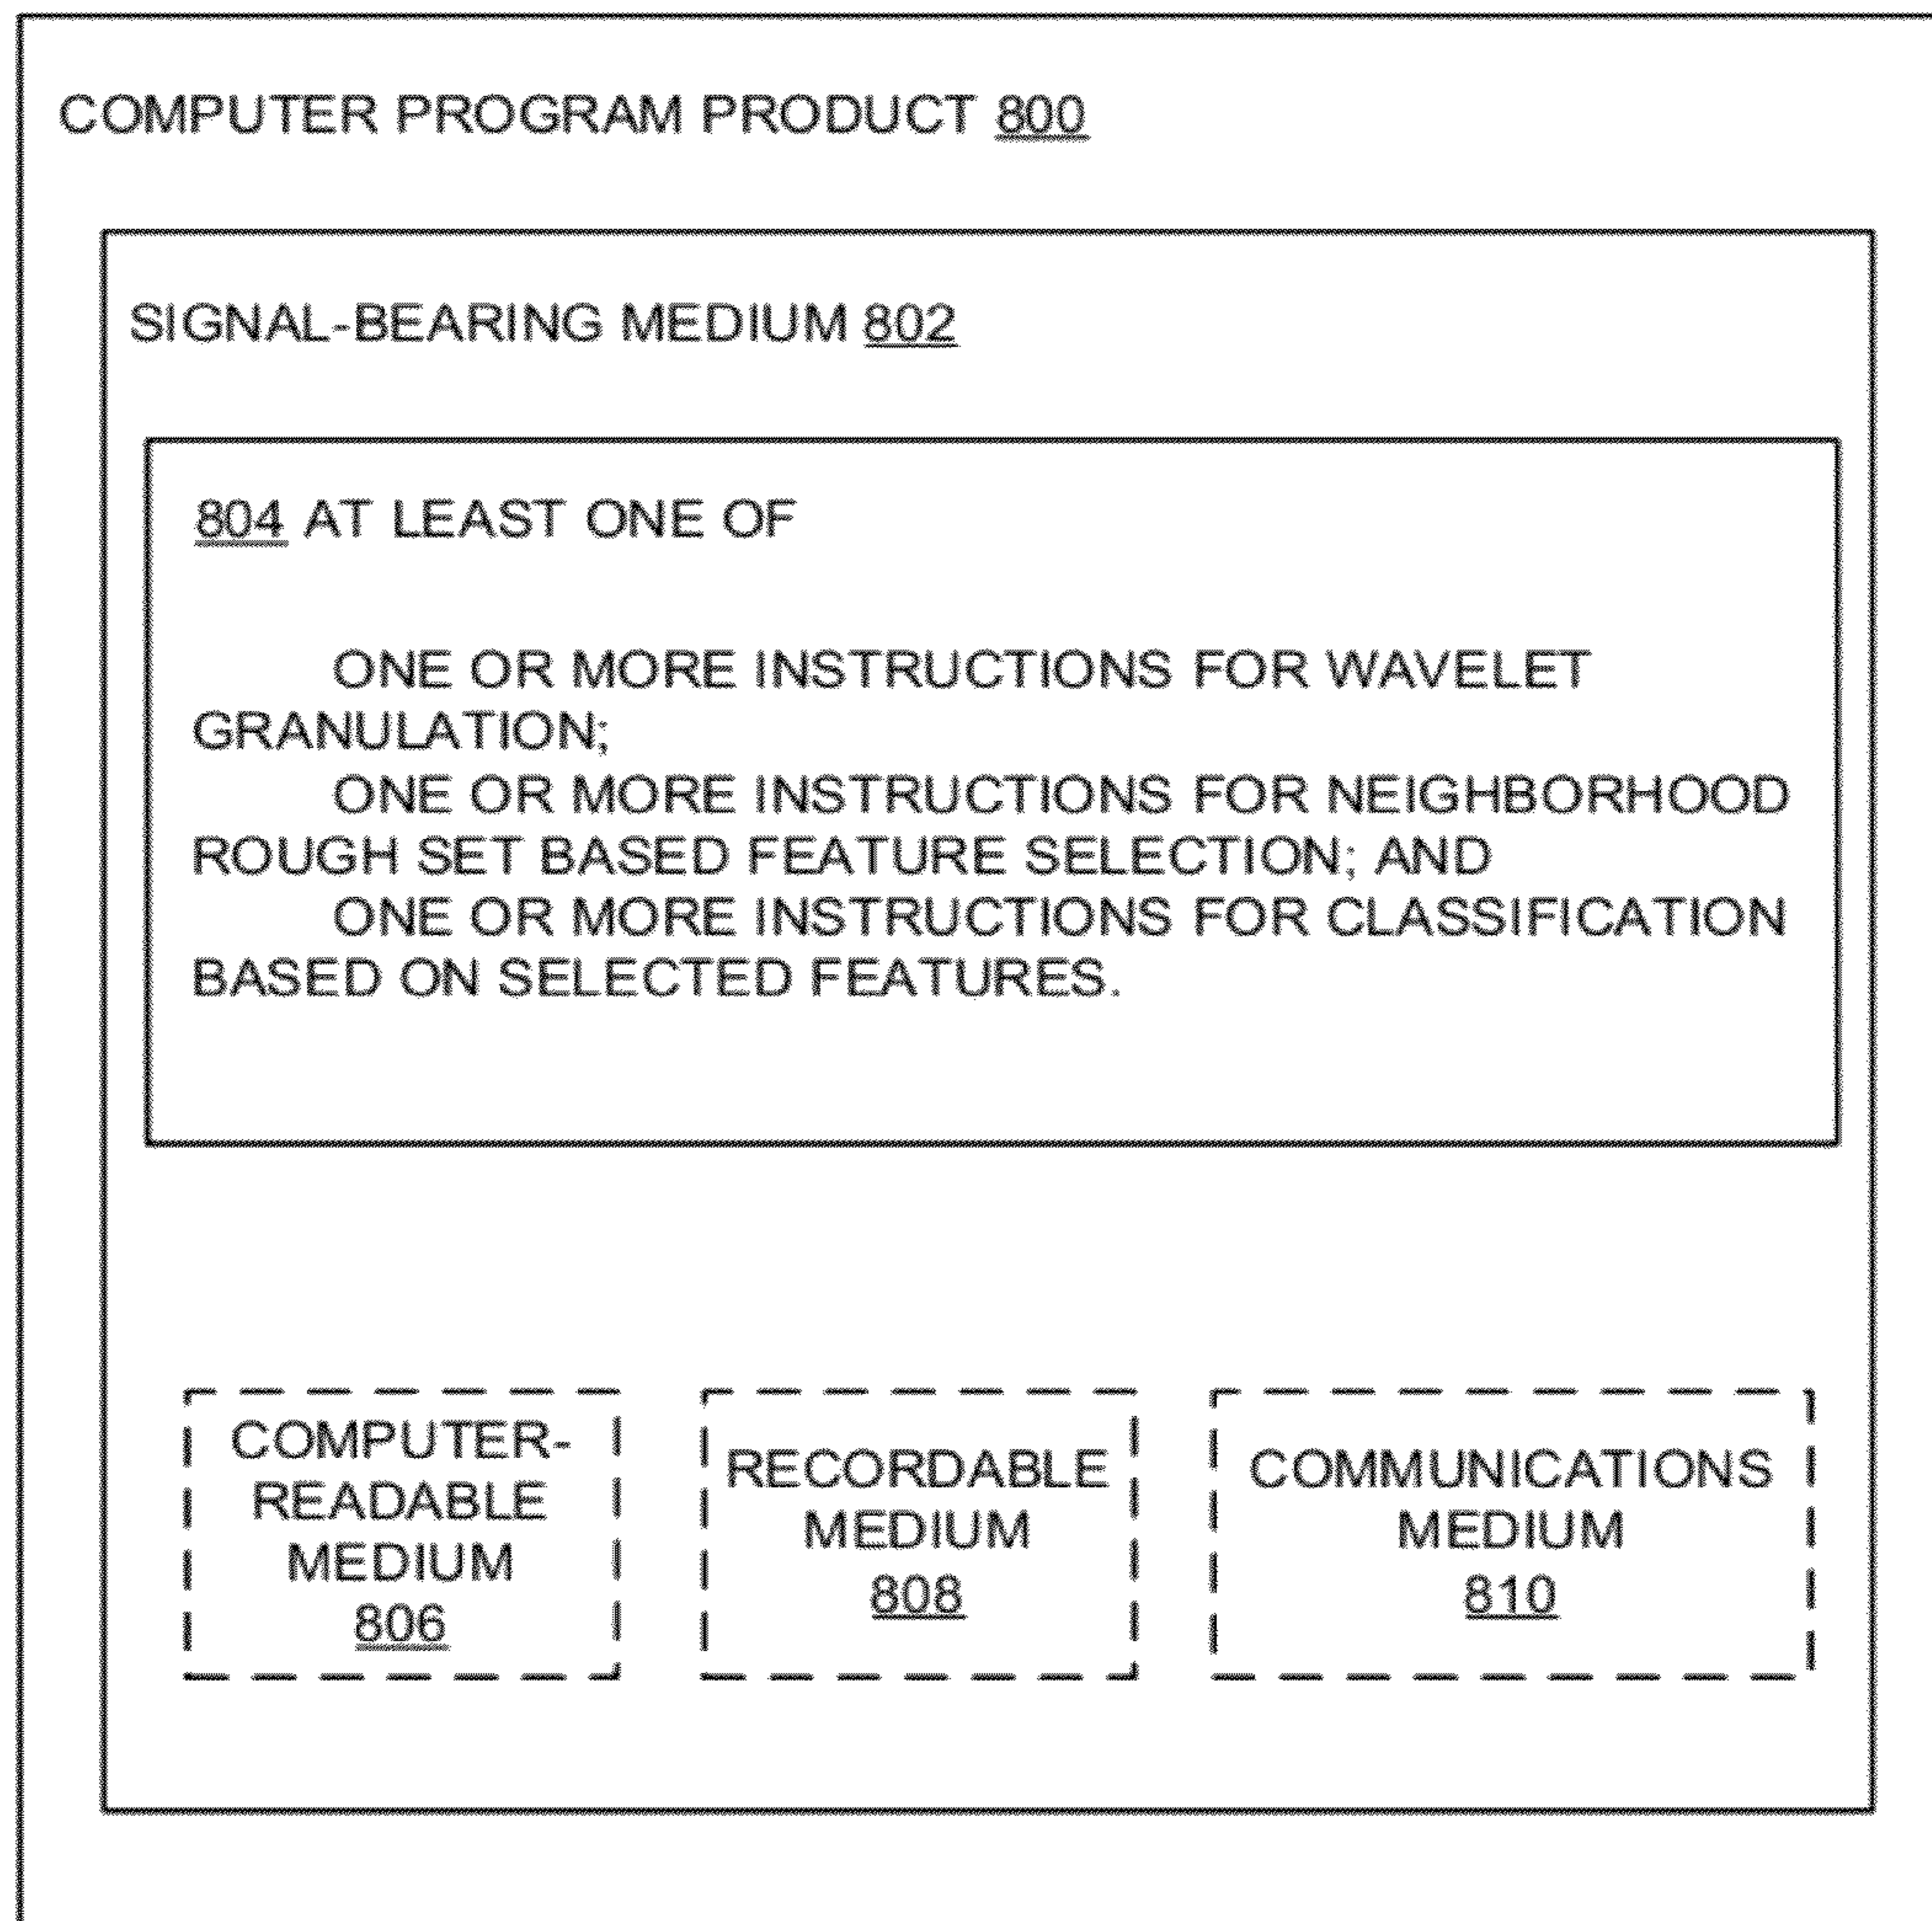 COMPUTER PROGRAM PRODUCT 800
SIGNAL-BEARING MEDIUM 802
804 AT LEAST ONE OF
ONE OR MORE INSTRUCTIONS FOR WAVELET
GRANULATION;
ONE OR MORE INSTRUCTIONS FOR NEIGHBORHOOD
ROUGH SET BASED FEATURE SELECTION; AND
ONE OR MORE INSTRUCTIONS FOR CLASSIFICATION
BASED ON SELECTED FEATURES.
COMPUTER-
READABLE
MEDIUM
806
RECORDABLE
MEDIUM
808
COMMUNICATIONS
MEDIUM
810